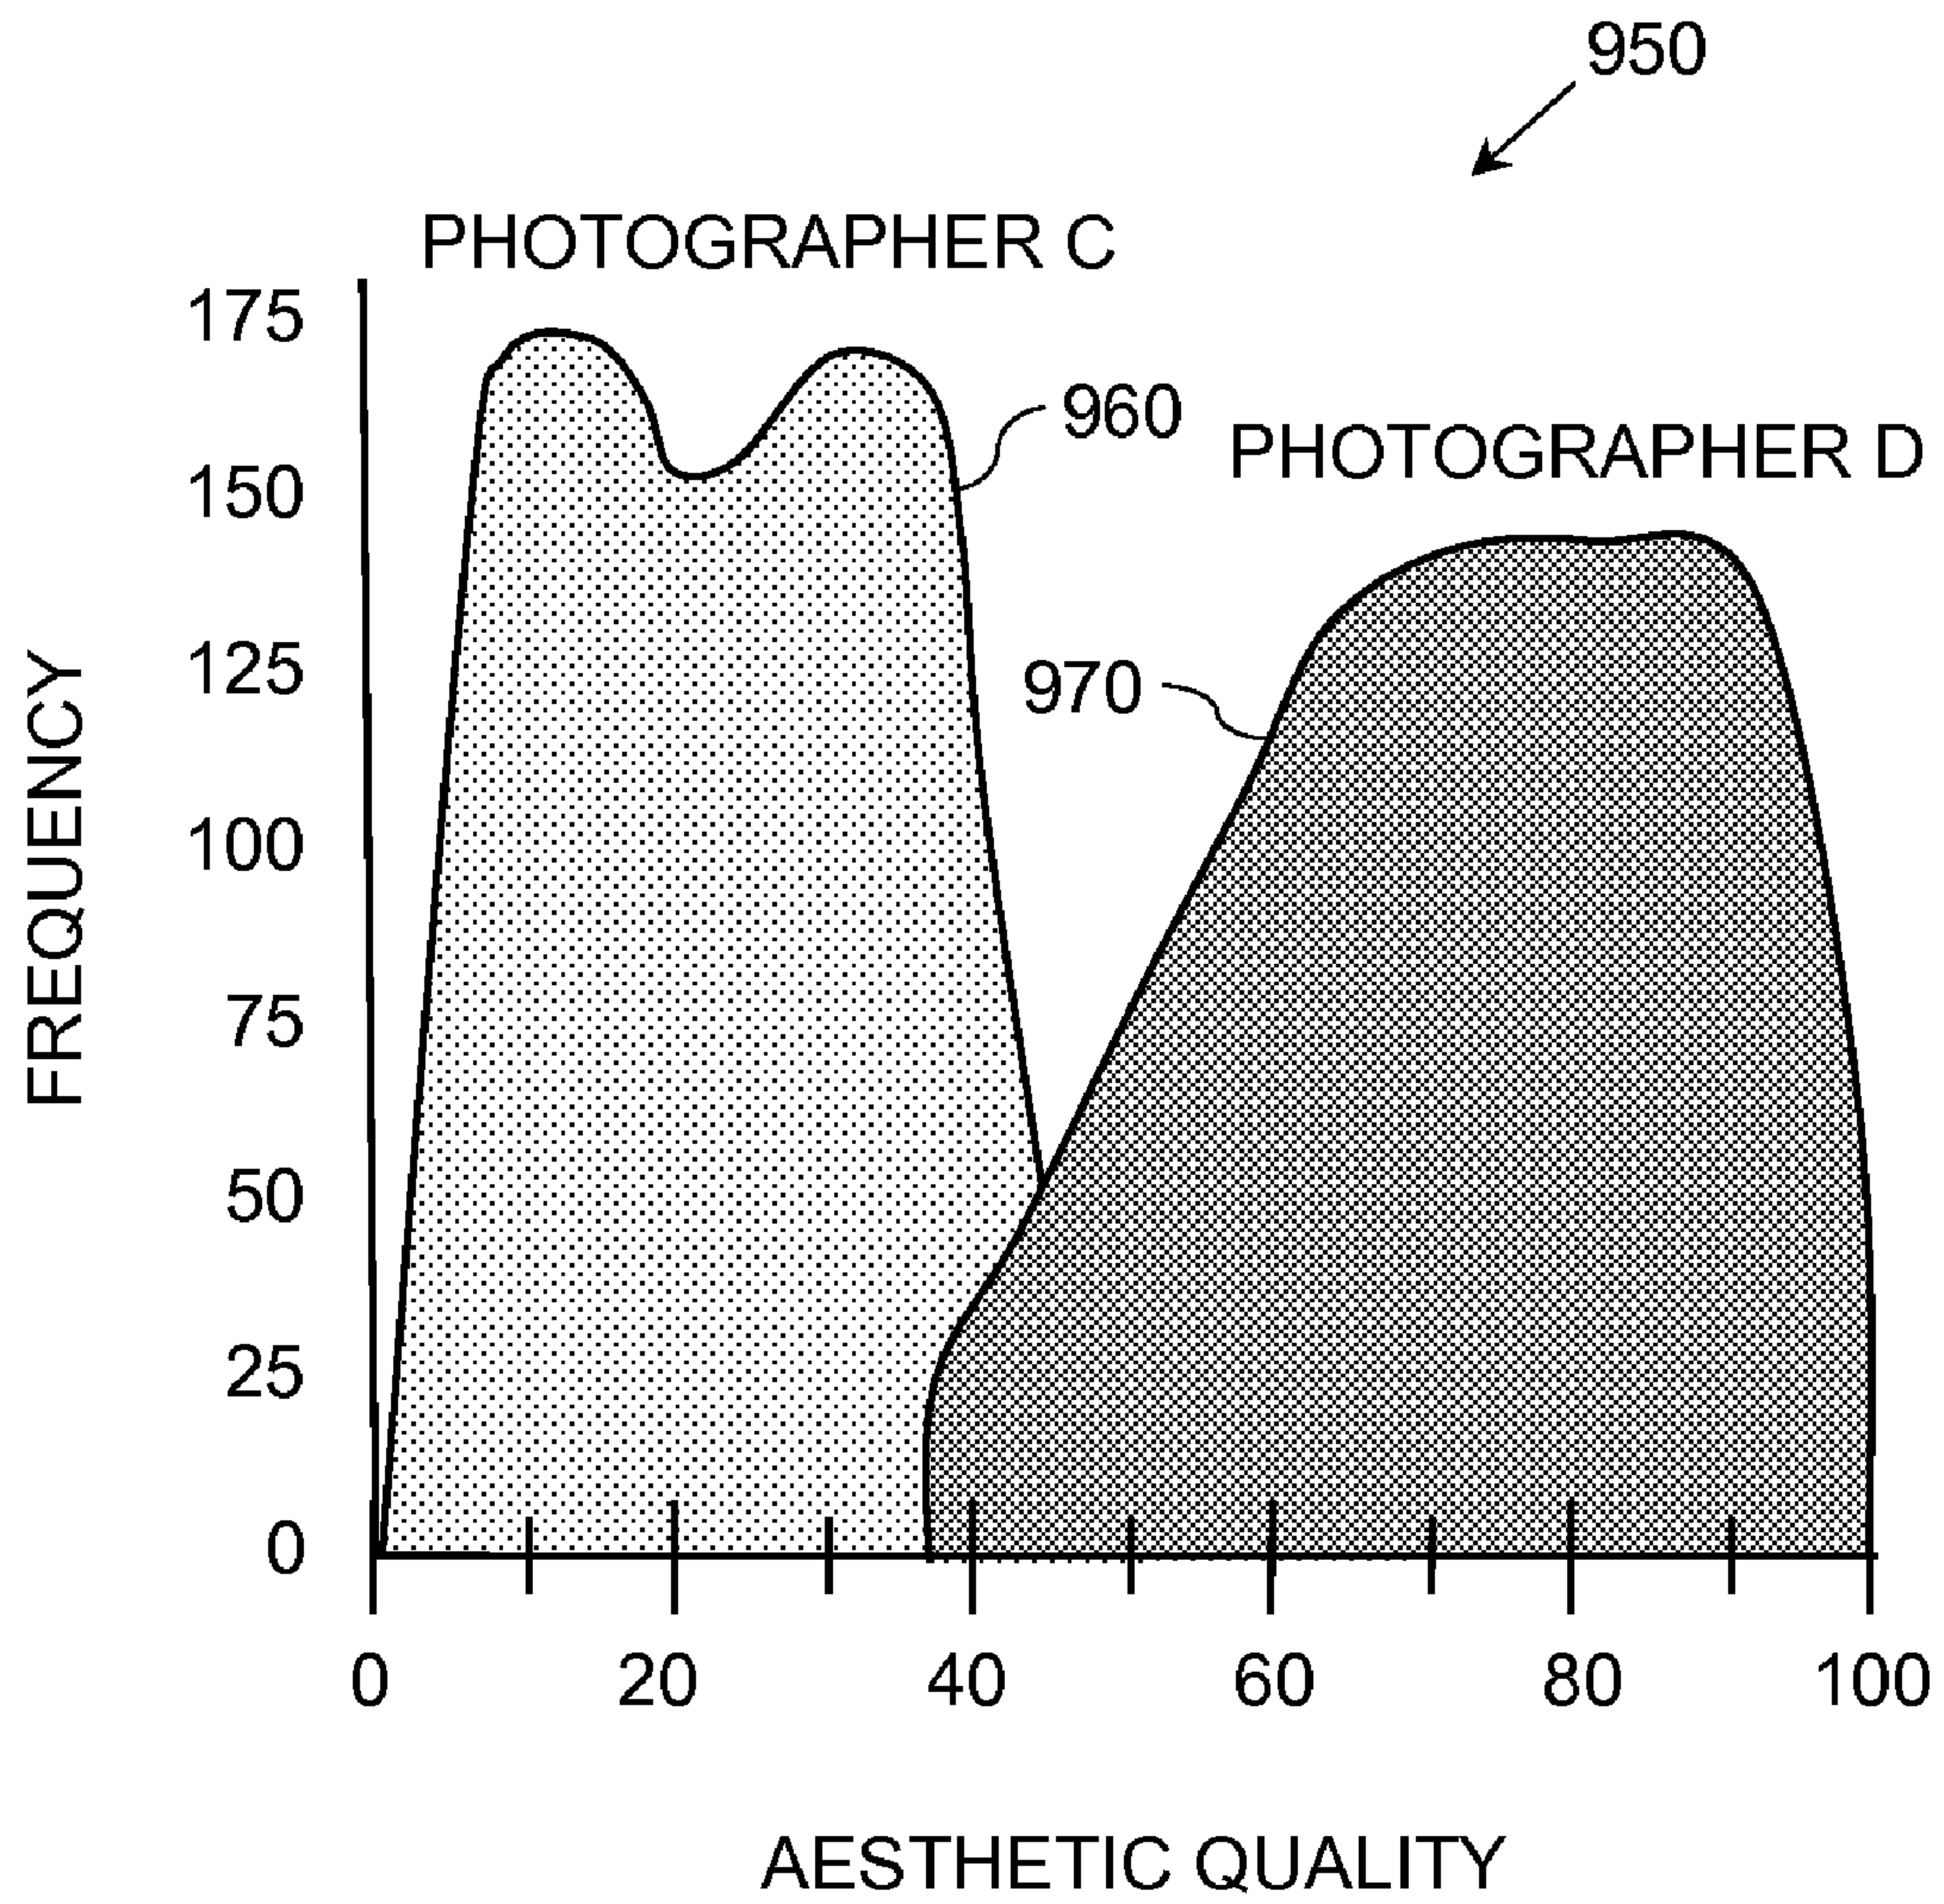 950
PHOTOGRAPHER C
175
960
PHOTOGRAPHER D
150
125
970
100
75
50
25
0
FREQUENCY
0 20 40 60 80 100
AESTHETIC QUALITY